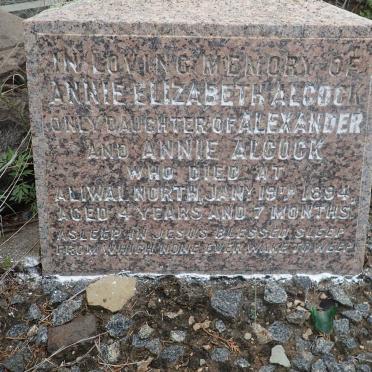 IN LOVING MEMORY OF
ANNIE ELIZABETH ALCOCK
ONLY DAUGHTER OF ALEXANDER
AND ANNIE ALCOCK
WHO DIED AT
ALIWAL NORTH, JANY 19TH 1894,
AGED 4 YEARS AND 7 MONTHS.
ASLEEP IN JESUS BLESSED SLEEP
FROM WHICH NONE EVER WAKE TO WEEP